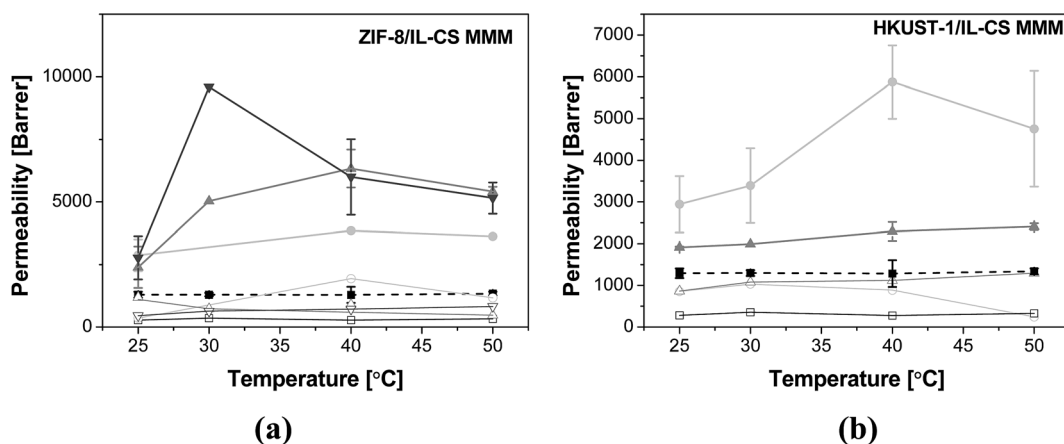 ZIF-8/IL-CS MMM
Permeability [Barrer]
10000
5000
0
25 30 35 40 45 50
Temperature [°C]
(a)
HKUST-1/IL-CS MMM
Permeability [Barrer]
7000
6000
5000
4000
3000
2000
1000
0
25 30 35 40 45 50
Temperature [°C]
(b)